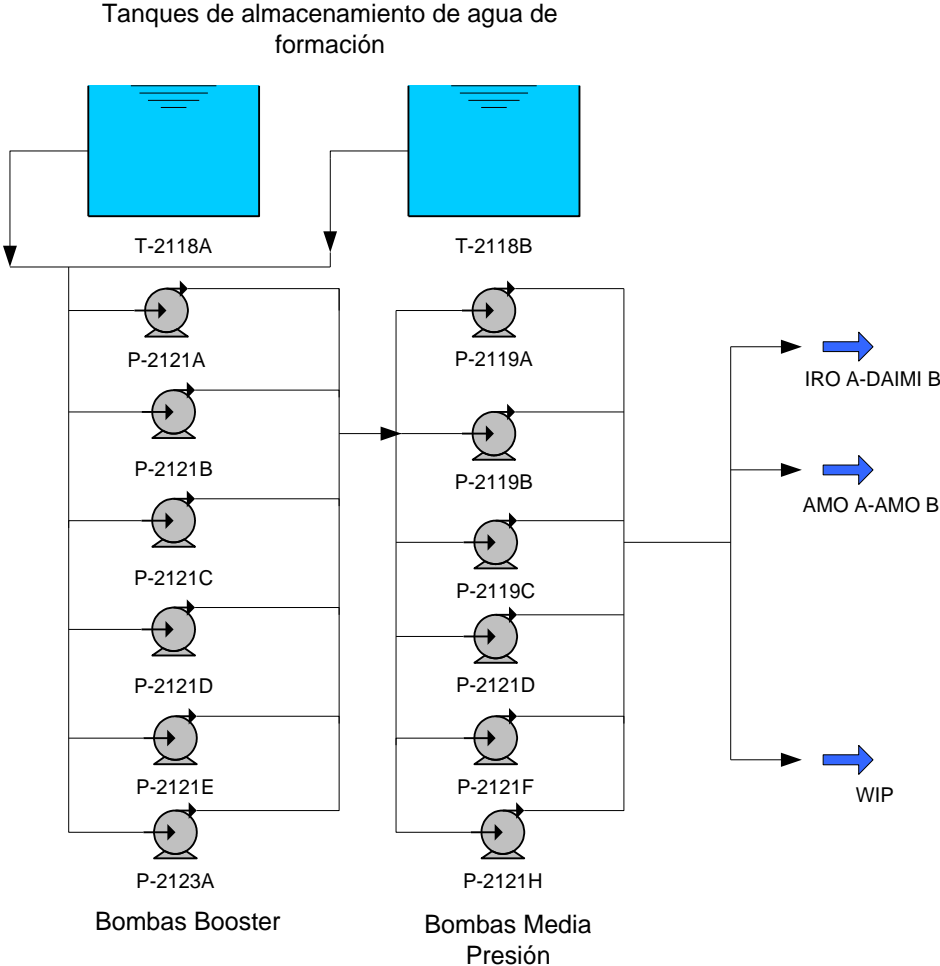 Tanques de almacenamiento de agua de
formación
T-2118A
T-2118B
P-2121A
P-2119A
IRO A-DAIMI B
P-2121B
P-2119B
AMO A-AMO B
P-2121C
P-2119C
P-2121D
P-2121D
P-2121E
P-2121F
WIP
P-2123A
P-2121H
Bombas Booster
Bombas Media
Presión